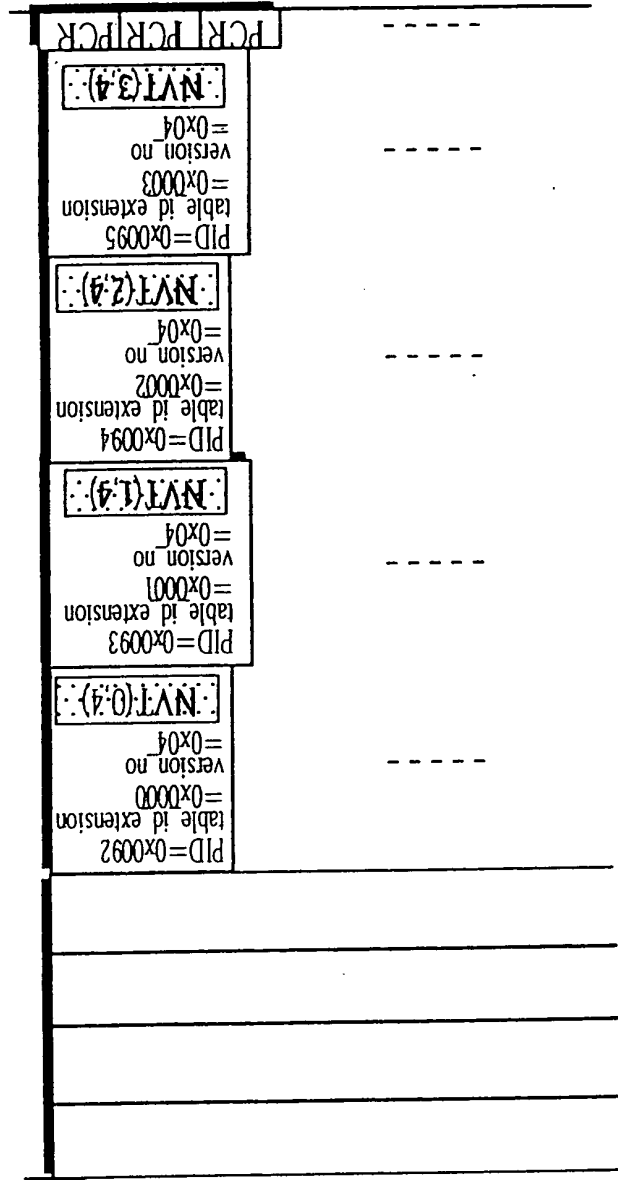 PID=0x0092
table id extension
=0x0000
version no
=0x04
NVT(0,4)
PID=0x0093
table id extension
=0x0001
version no
=0x04
NVT(1,4)
PID=0x0094
table id extension
=0x0002
version no
=0x04
NVT(2,4)
PID=0x0095
table id extension
=0x0003
version no
=0x04
NVT(3,4)
PCR PCR PCR